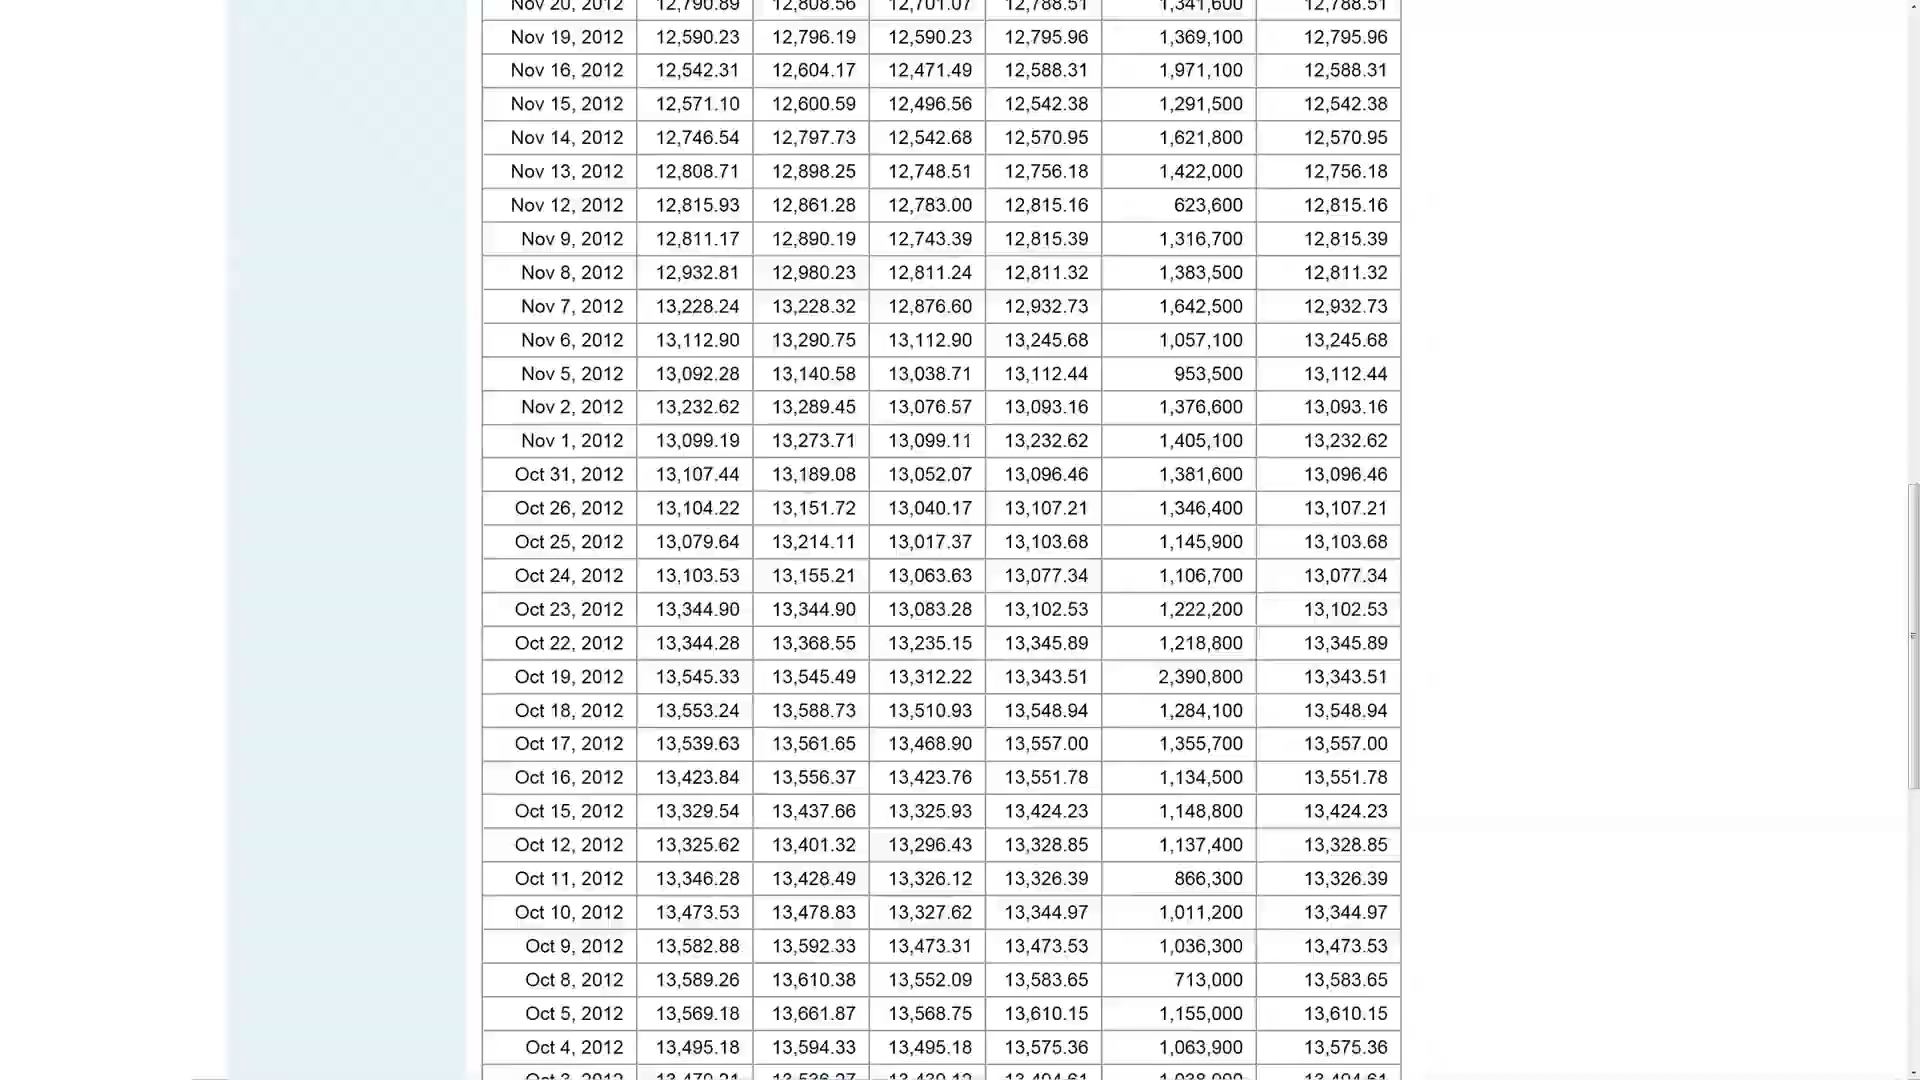 Nov 20, 2012 12,790.89 12,808.56 12,701.07 12,788.51 1,341,600 12,788.51
Nov 19, 2012 12,590.23 12,796.19 12,590.23 12,795.96 1,369,100 12,795.96
Nov 16, 2012 12,542.31 12,604.17 12,471.49 12,588.31 1,971,100 12,588.31
Nov 15, 2012 12,571.10 12,600.59 12,496.56 12,542.38 1,291,500 12,542.38
Nov 14, 2012 12,746.54 12,797.73 12,542.68 12,570.95 1,621,800 12,570.95
Nov 13, 2012 12,808.71 12,898.25 12,748.51 12,756.18 1,422,000 12,756.18
Nov 12, 2012 12,815.93 12,861.28 12,783.00 12,815.16 623,600 12,815.16
Nov 9, 2012 12,811.17 12,890.19 12,743.39 12,815.39 1,316,700 12,815.39
Nov 8, 2012 12,932.81 12,980.23 12,811.24 12,811.32 1,383,500 12,811.32
Nov 7, 2012 13,228.24 13,228.32 12,876.60 12,932.73 1,642,500 12,932.73
Nov 6, 2012 13,112.90 13,290.75 13,112.90 13,245.68 1,057,100 13,245.68
Nov 5, 2012 13,092.28 13,140.58 13,038.71 13,112.44 953,500 13,112.44
Nov 2, 2012 13,232.62 13,289.45 13,076.57 13,093.16 1,376,600 13,093.16
Nov 1, 2012 13,099.19 13,273.71 13,099.11 13,232.62 1,405,100 13,232.62
Oct 31, 2012 13,107.44 13,189.08 13,052.07 13,096.46 1,381,600 13,096.46
Oct 26, 2012 13,104.22 13,151.72 13,040.17 13,107.21 1,346,400 13,107.21
Oct 25, 2012 13,079.64 13,214.11 13,017.37 13,103.68 1,145,900 13,103.68
Oct 24, 2012 13,103.53 13,155.21 13,063.63 13,077.34 1,106,700 13,077.34
Oct 23, 2012 13,344.90 13,344.90 13,083.28 13,102.53 1,222,200 13,102.53
Oct 22, 2012 13,344.28 13,368.55 13,235.15 13,345.89 1,218,800 13,345.89
Oct 19, 2012 13,545.33 13,545.49 13,312.22 13,343.51 2,390,800 13,343.51
Oct 18, 2012 13,553.24 13,588.73 13,510.93 13,548.94 1,284,100 13,548.94
Oct 17, 2012 13,539.63 13,561.65 13,468.90 13,557.00 1,355,700 13,557.00
Oct 16, 2012 13,423.84 13,556.37 13,423.76 13,551.78 1,134,500 13,551.78
Oct 15, 2012 13,329.54 13,437.66 13,325.93 13,424.23 1,148,800 13,424.23
Oct 12, 2012 13,325.62 13,401.32 13,296.43 13,328.85 1,137,400 13,328.85
Oct 11, 2012 13,346.28 13,428.49 13,326.12 13,326.39 866,300 13,326.39
Oct 10, 2012 13,473.53 13,478.83 13,327.62 13,344.97 1,011,200 13,344.97
Oct 9, 2012 13,582.88 13,592.33 13,473.31 13,473.53 1,036,300 13,473.53
Oct 8, 2012 13,589.26 13,610.38 13,552.09 13,583.65 713,000 13,583.65
Oct 5, 2012 13,569.18 13,661.87 13,568.75 13,610.15 1,155,000 13,610.15
Oct 4, 2012 13,495.18 13,594.33 13,495.18 13,575.36 1,063,900 13,575.36
Oct 3, 2012